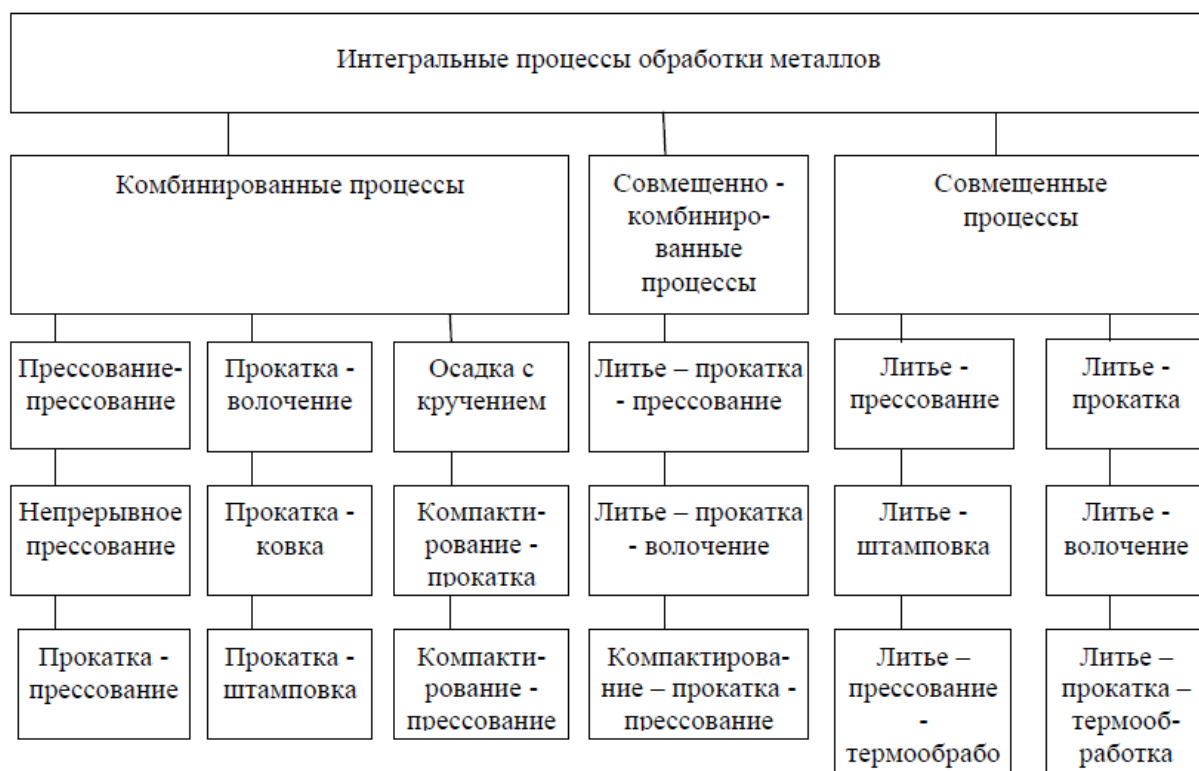 Интегральные процессы обработки металлов
Комбинированные процессы
Совмещенно -
комбиниро-
ванные
процессы
Совмещенные
процессы
Прессование-
прессование
Прокатка -
волочение
Осадка с
кручением
Литье – прокатка
- прессование
Литье -
прессование
Литье -
прокатка
Непрерывное
прессование
Прокатка -
ковка
Компакти-
рование -
прокатка
Литье – прокатка
- волочение
Литье -
штамповка
Литье -
волочение
Прокатка -
прессование
Прокатка -
штамповка
Компакти-
рование -
прессование
Компактирова-
ние – прокатка -
прессование
Литье –
прессование
-
термообрабо
Литье –
прокатка –
термооб-
работка